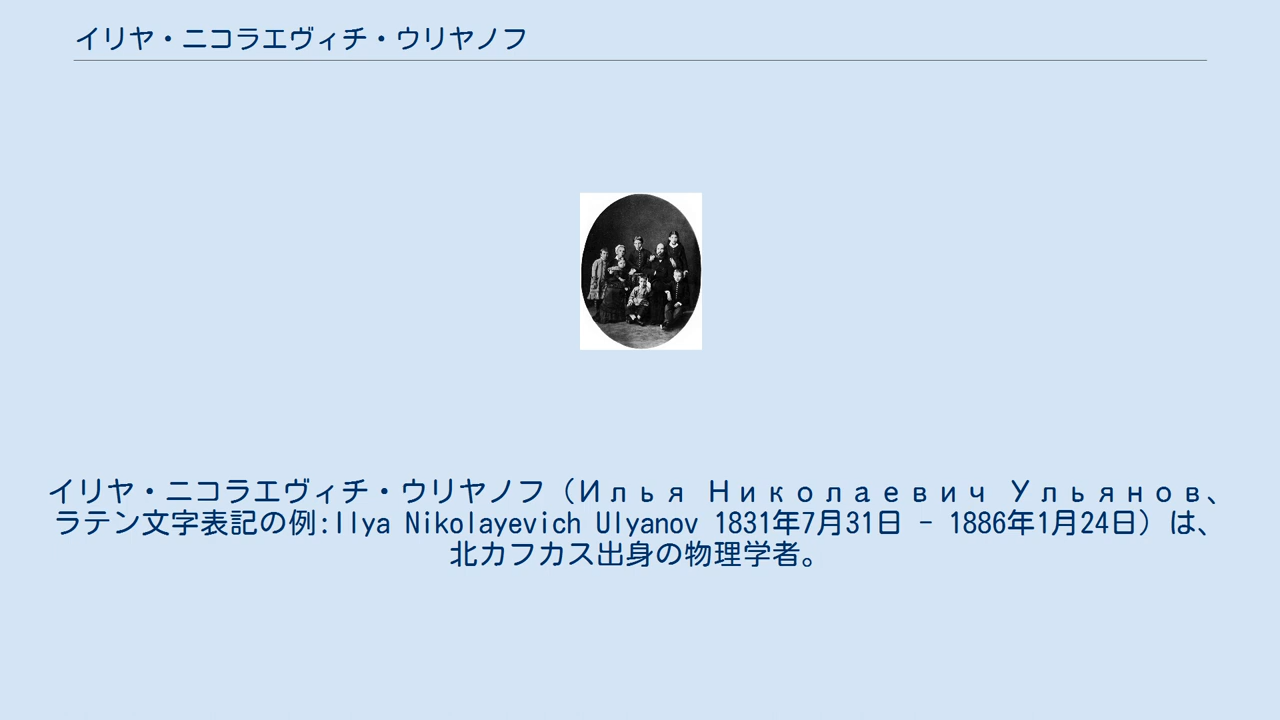 イリヤ・ニコラエヴィチ・ウリヤノフ
イリヤ・ニコラエヴィチ・ウリヤノフ（Илья Николаевич Ульянов、
ラテン文字表記の例:Ilya Nikolayevich Ulyanov 1831年7月31日 - 1886年1月24日）は、
北カフカス出身の物理学者。